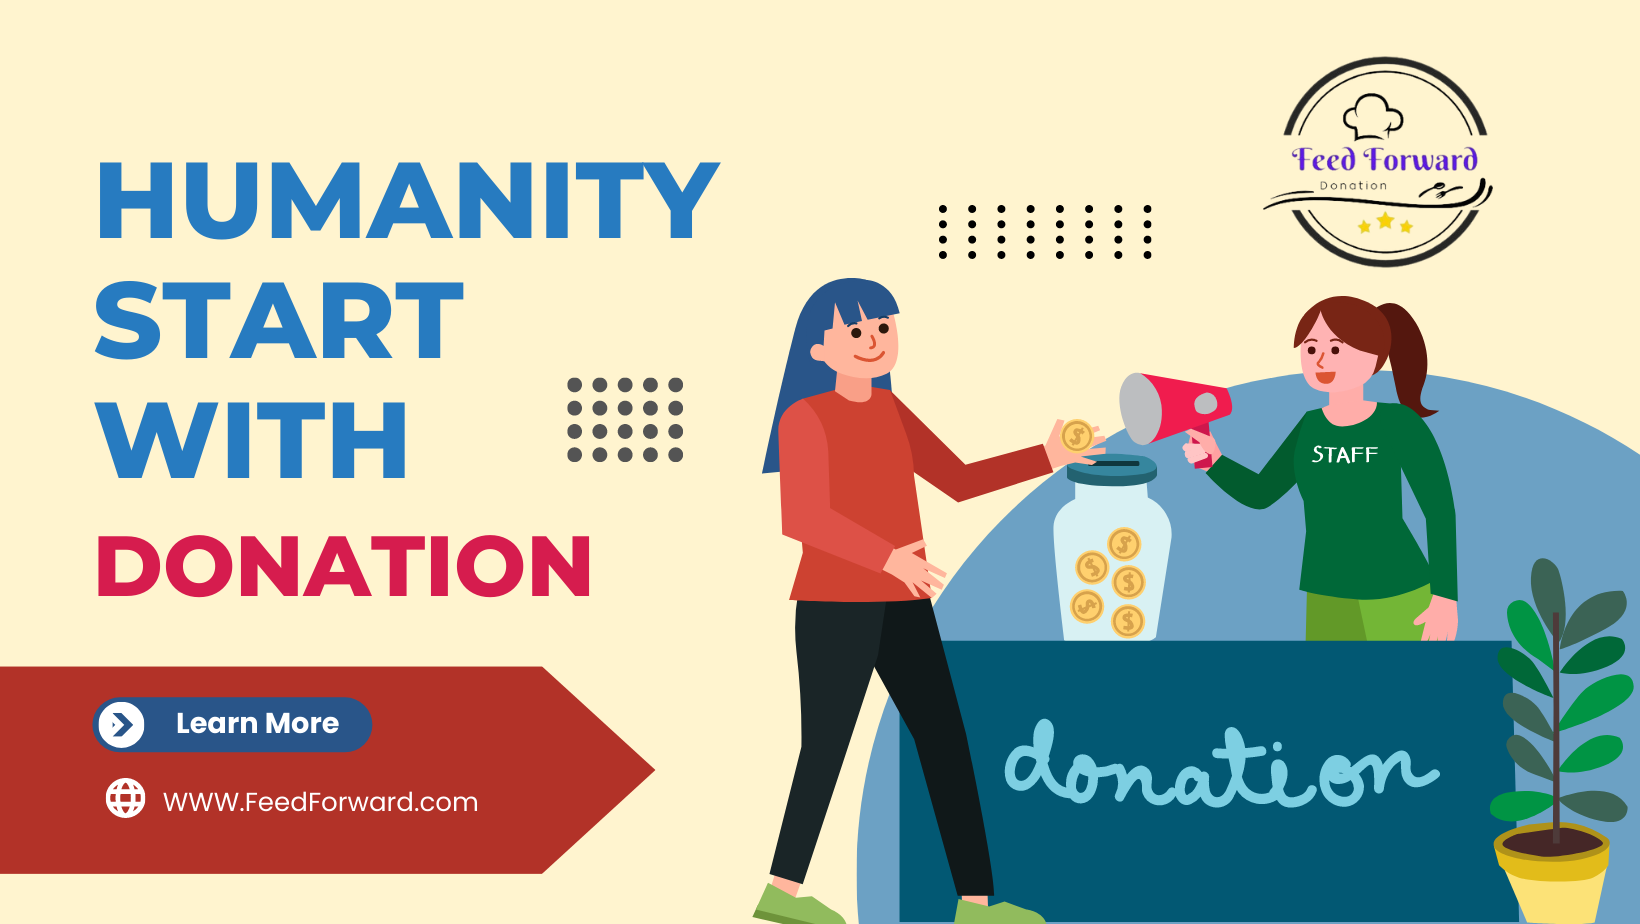 HUMANITY
START
WITH
DONATION
Learn More
WWW.FeedForward.com
Feed Forward
Donation
STAFF
donation